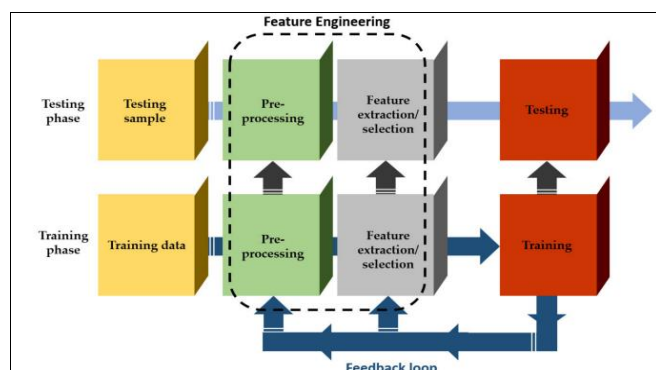 Feature Engineering
Testing
phase
Testing
sample
Pre-
processing
Feature
extraction/
selection
Testing
Training
phase
Training data
Pre-
processing
Feature
extraction/
selection
Training
Feedback loop